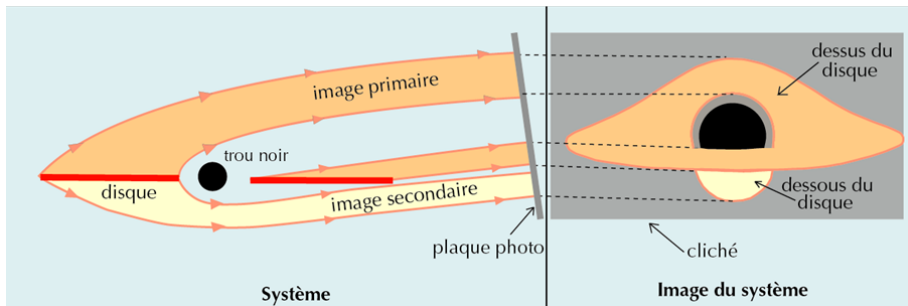 image primaire
trou noir
disque
image secondaire
plaque photo
Système
dessus du
disque
dessous du
disque
cliché
Image du système